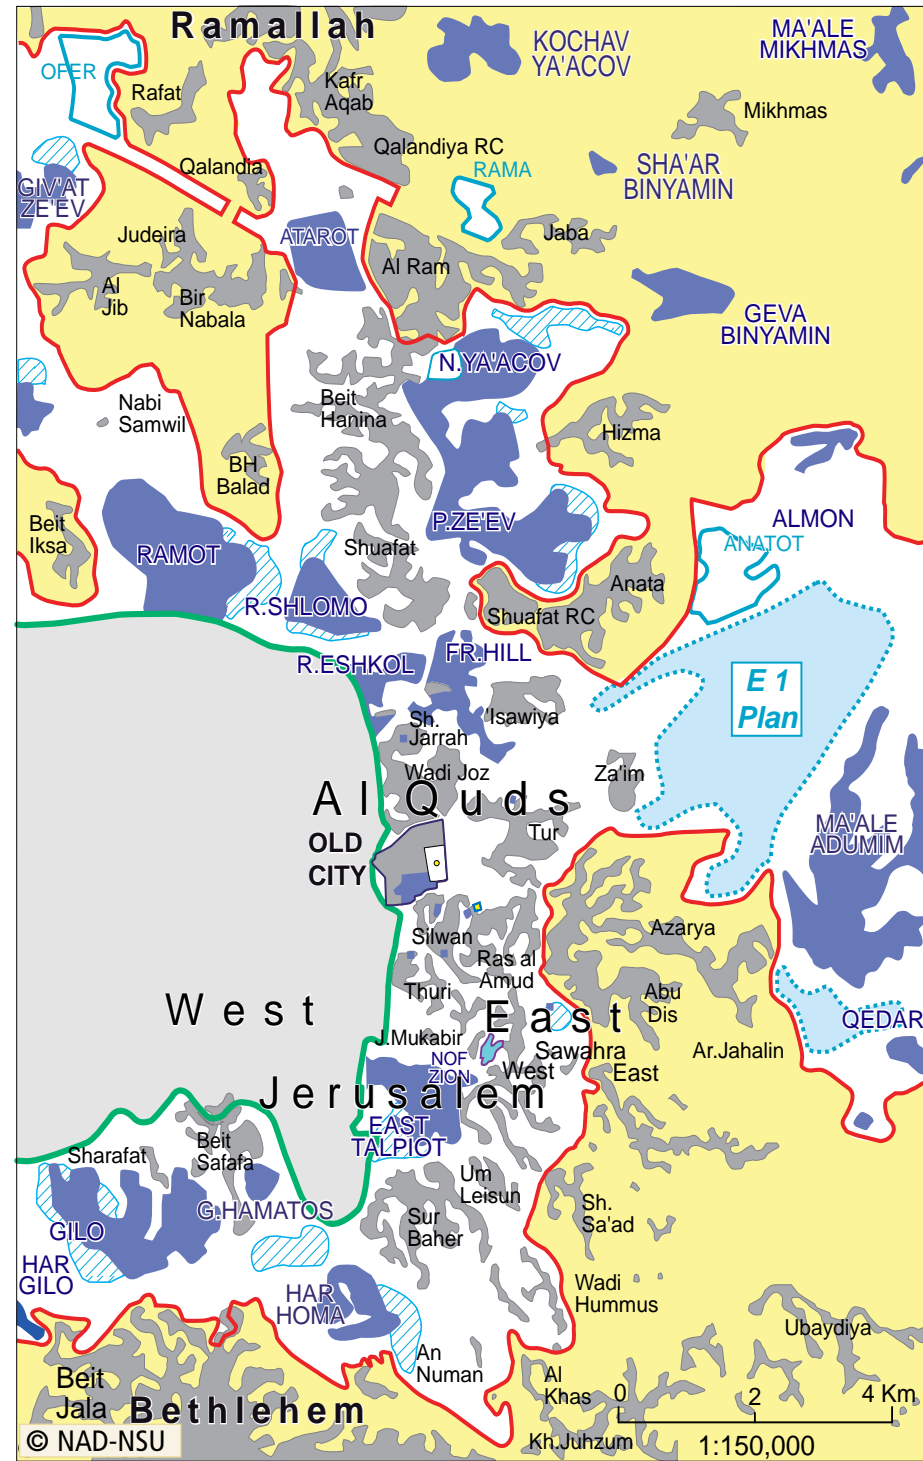 Ramallah
KOCHAV
YA'ACOV
MA'ALE
MIKHMAS
OFER
Rafat
Kafr
Aqab
Mikhmas
Qalandiya RC
Qalandia
RAMA
SHA'AR
BINYAMIN
GIV'AT
ZE'EV
Judeira
ATAROT
Jaba
Al Ram
Al
Jib
Bir
Nabala
GEVA
BINYAMIN
N.YA'ACOV
Nabi
Samwil
Beit
Hanina
Hizma
BH
Balad
Beit
Iksa
P.ZE'EV
ALMON
ANATOT
RAMOT
Shuafat
Anata
R.SHLOMO
Shuafat RC
R.ESHKOL
FR.HILL
E 1
Plan
'Isawiya
Sh.
Jarrah
Wadi Joz
Za'im
Al Quds
Tur
MA'ALE
ADUMIM
OLD
CITY
Silwan
Azarya
Ras al
Amud
Thuri
Abu
Dis
West
East
QEDAR
J.Mukabir
NOF
ZION
Sawahra
West
East
Ar.Jahalin
Jerusalem
EAST
TALPIOT
Sharafat
Beit
Safafa
Um
Leisun
G.HAMATOS
GILO
Sur
Baher
Sh.
Sa'ad
HAR
GILO
HAR
HOMA
Wadi
Hummus
Ubaydiya
An
Numan
Al
Khas
Beit
Jala
Bethlehem
0 2 4 Km
Kh.Juhzum
1:150,000
© NAD-NSU